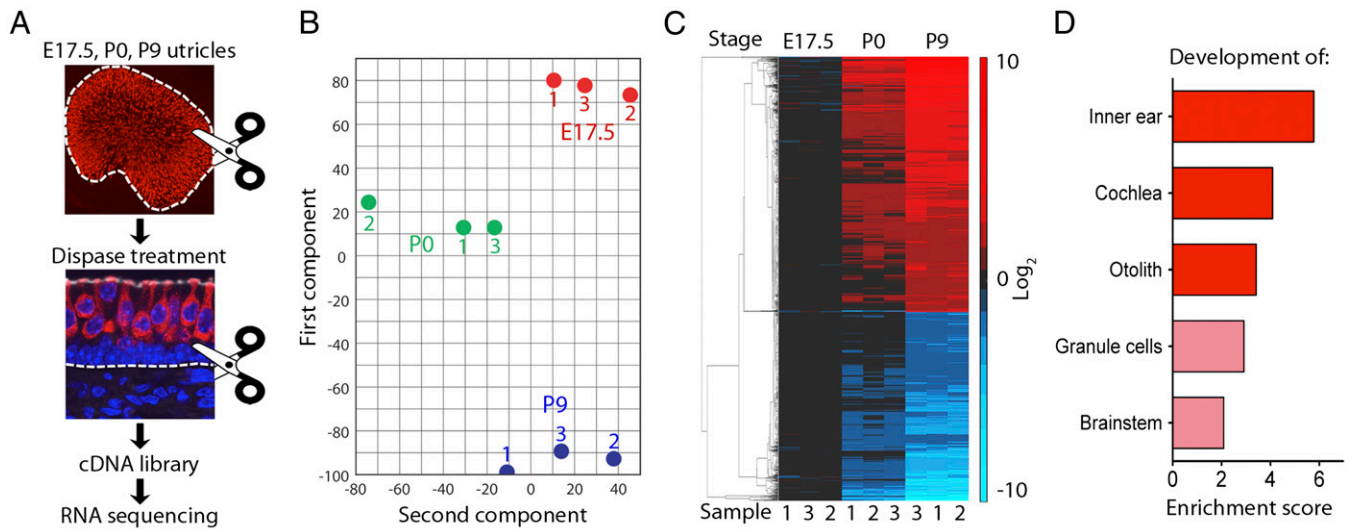 A
E17.5, P0, P9 utricles
Dispase treatment
cDNA library
RNA sequencing
B
First component
80
60
40
20
0
-20
-40
-60
-80
-100
1
3
2
E17.5
2
P0
1
3
P9
1
3
2
-80 -60 -40 -20 0 20 40
Second component
C
Stage E17.5 P0 P9
10
0
-10
Log2
Sample 1 3 2 1 2 3 3 1 2
D
Development of:
Inner ear
Cochlea
Otolith
Granule cells
Brainstem
0 2 4 6
Enrichment score